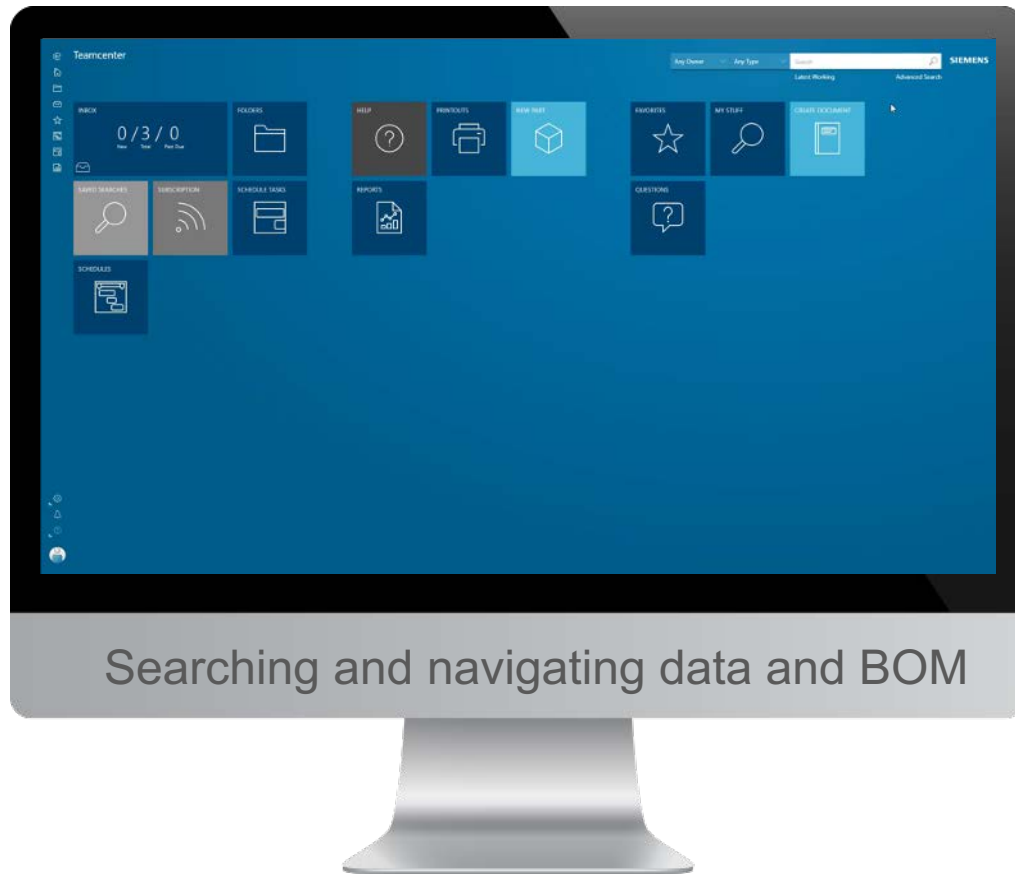 Teamcenter
Any Owner
Any Type
Search
SIEMENS
Latest Working
Advanced Search
INBOX
0 / 3 / 0
New Total Past Due
FOLDERS
HELP
PRINTOUTS
NEW PART
FAVORITES
MY STUFF
CREATE DOCUMENT
SAVED SEARCHES
SUBSCRIPTION
SCHEDULE TASKS
REPORTS
QUESTIONS
SCHEDULES
Searching and navigating data and BOM